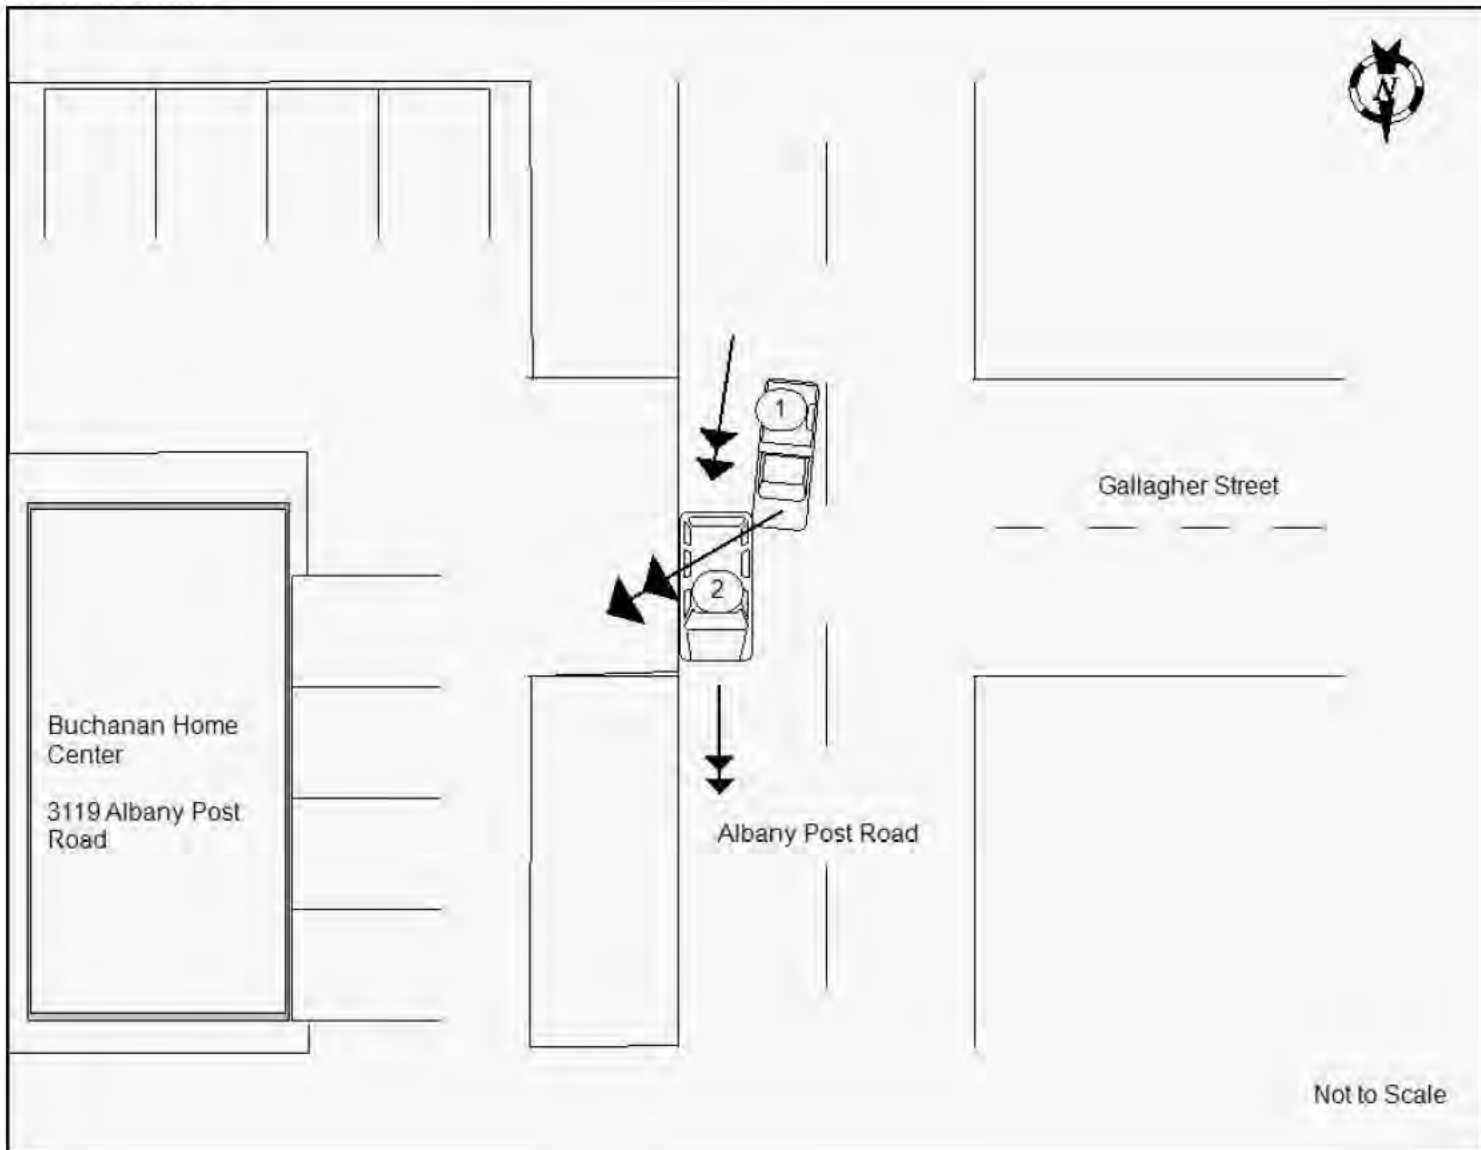 N
1
Gallagher Street
2
Buchanan Home
Center
3119 Albany Post
Road
Albany Post Road
Not to Scale